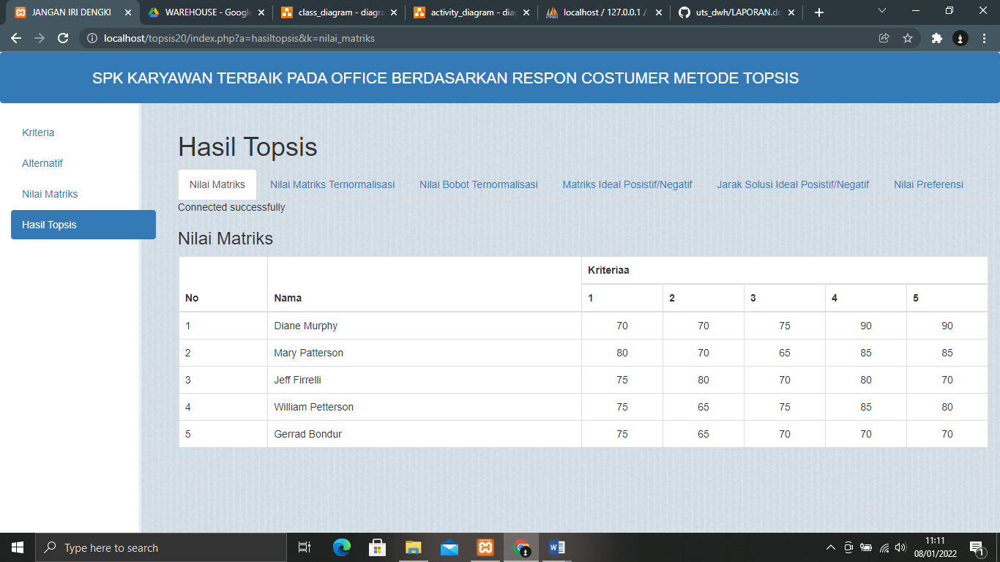 JANGAN IRI DENGKI
WAREHOUSE - Google
class_diagram - diagra
activity_diagram - diag
localhost / 127.0.0.1 /
uts_dwh/LAPORAN.do
localhost/topsis20/index.php?a=hasiltopsis&k=nilai_matriks
SPK KARYAWAN TERBAIK PADA OFFICE BERDASARKAN RESPON COSTUMER METODE TOPSIS
Kriteria
Alternatif
Nilai Matriks
Hasil Topsis
Hasil Topsis
Nilai Matriks Nilai Matriks Ternormalisasi Nilai Bobot Ternormalisasi Matriks Ideal Posistif/Negatif Jarak Solusi Ideal Posistif/Negatif Nilai Preferensi
Connected successfully
Nilai Matriks
Kriteriaa
No Nama 1 2 3 4 5
1 Diane Murphy 70 70 75 90 90
2 Mary Patterson 80 70 65 85 85
3 Jeff Firrelli 75 80 70 80 70
4 William Petterson 75 65 75 85 80
5 Gerrad Bondur 75 65 70 70 70
Type here to search
11:11
08/01/2022
1